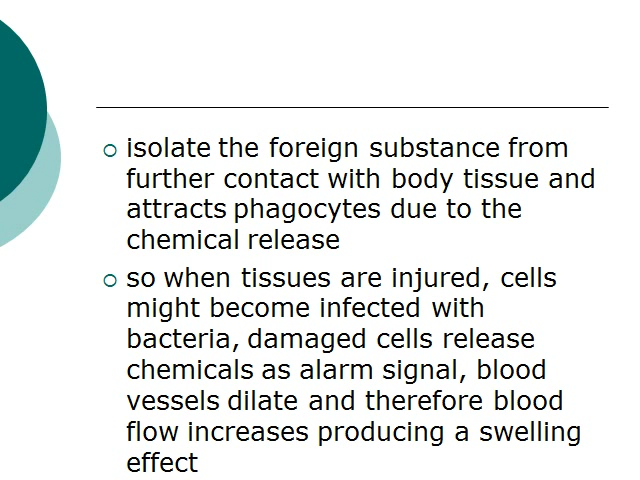 isolate the foreign substance from
further contact with body tissue and
attracts phagocytes due to the
chemical release
so when tissues are injured, cells
might become infected with
bacteria, damaged cells release
chemicals as alarm signal, blood
vessels dilate and therefore blood
flow increases producing a swelling
effect